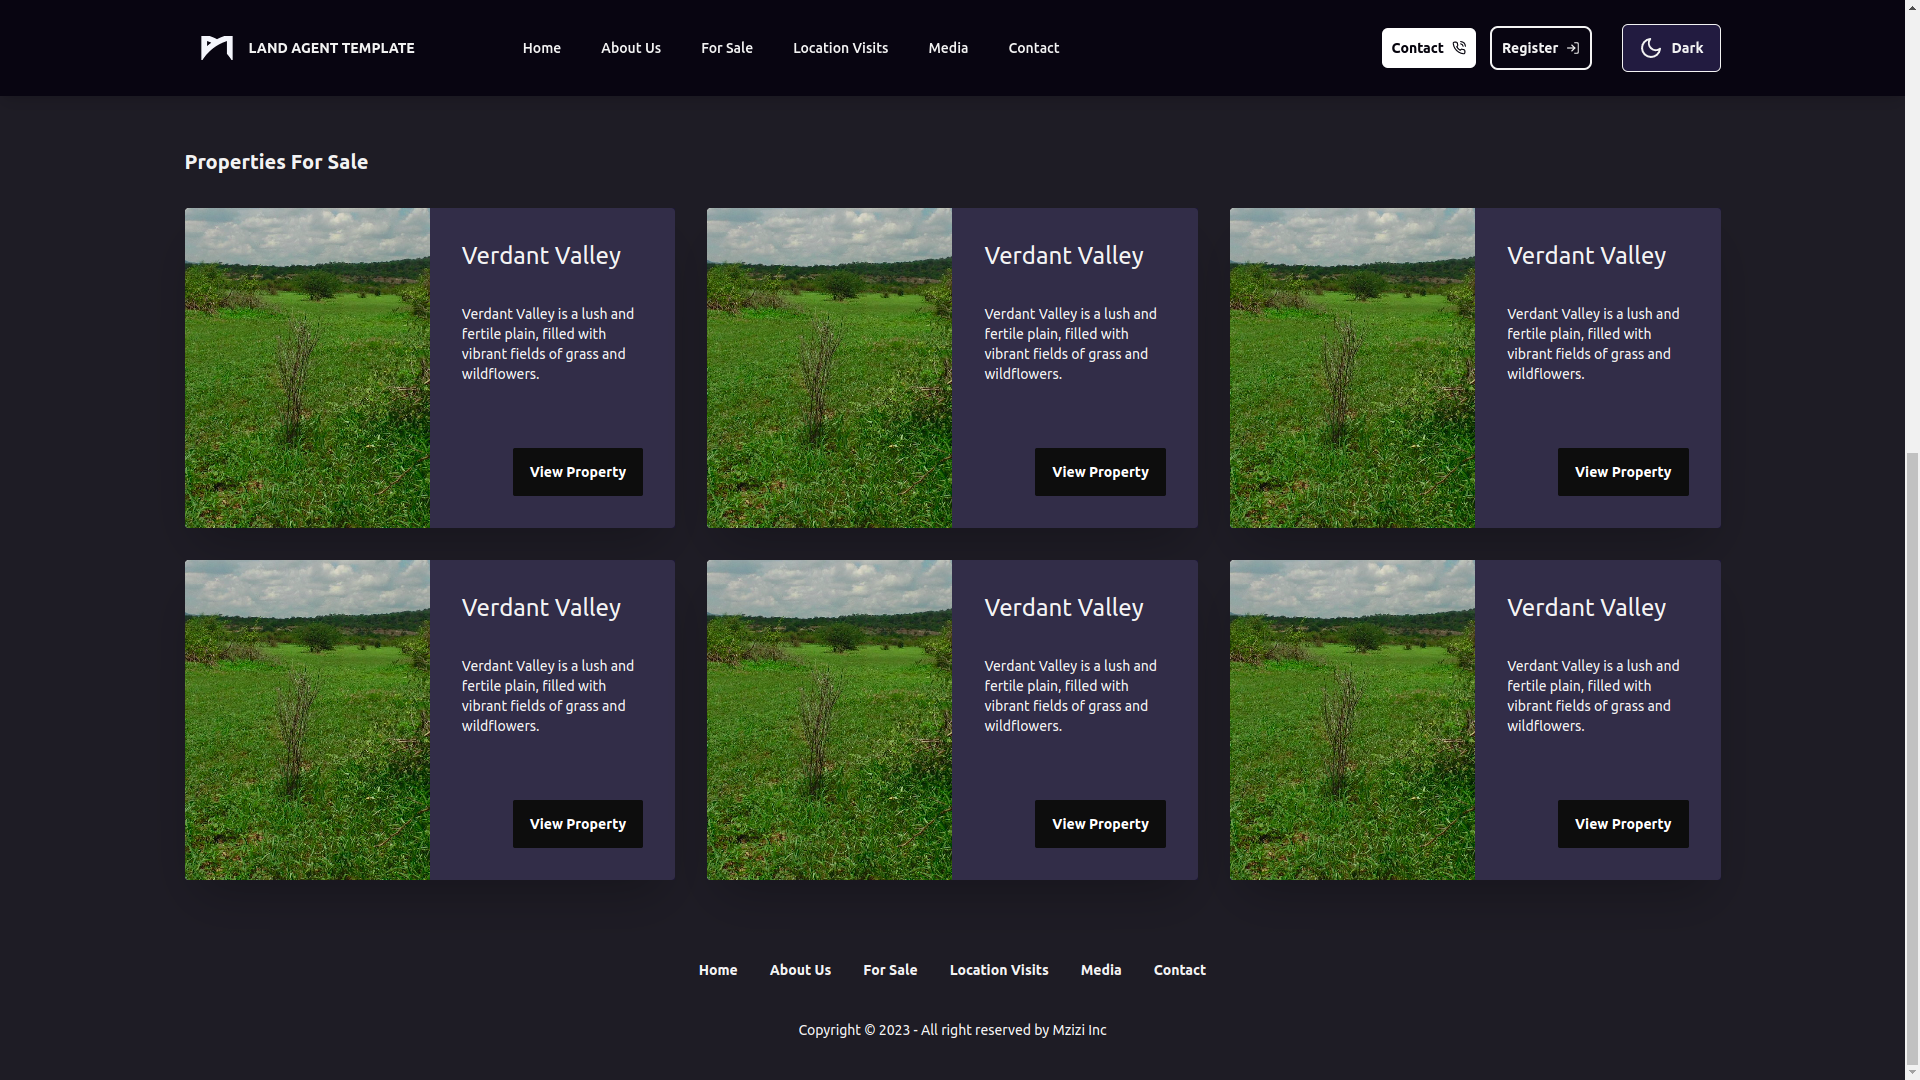 LAND AGENT TEMPLATE
Home
About Us
For Sale
Location Visits
Media
Contact
Contact
Register
Dark
Properties For Sale
Verdant Valley
Verdant Valley is a lush and
fertile plain, filled with
vibrant fields of grass and
wildflowers.
View Property
Verdant Valley
Verdant Valley is a lush and
fertile plain, filled with
vibrant fields of grass and
wildflowers.
View Property
Verdant Valley
Verdant Valley is a lush and
fertile plain, filled with
vibrant fields of grass and
wildflowers.
View Property
Verdant Valley
Verdant Valley is a lush and
fertile plain, filled with
vibrant fields of grass and
wildflowers.
View Property
Verdant Valley
Verdant Valley is a lush and
fertile plain, filled with
vibrant fields of grass and
wildflowers.
View Property
Verdant Valley
Verdant Valley is a lush and
fertile plain, filled with
vibrant fields of grass and
wildflowers.
View Property
Home
About Us
For Sale
Location Visits
Media
Contact
Copyright © 2023 - All right reserved by Mzizi Inc